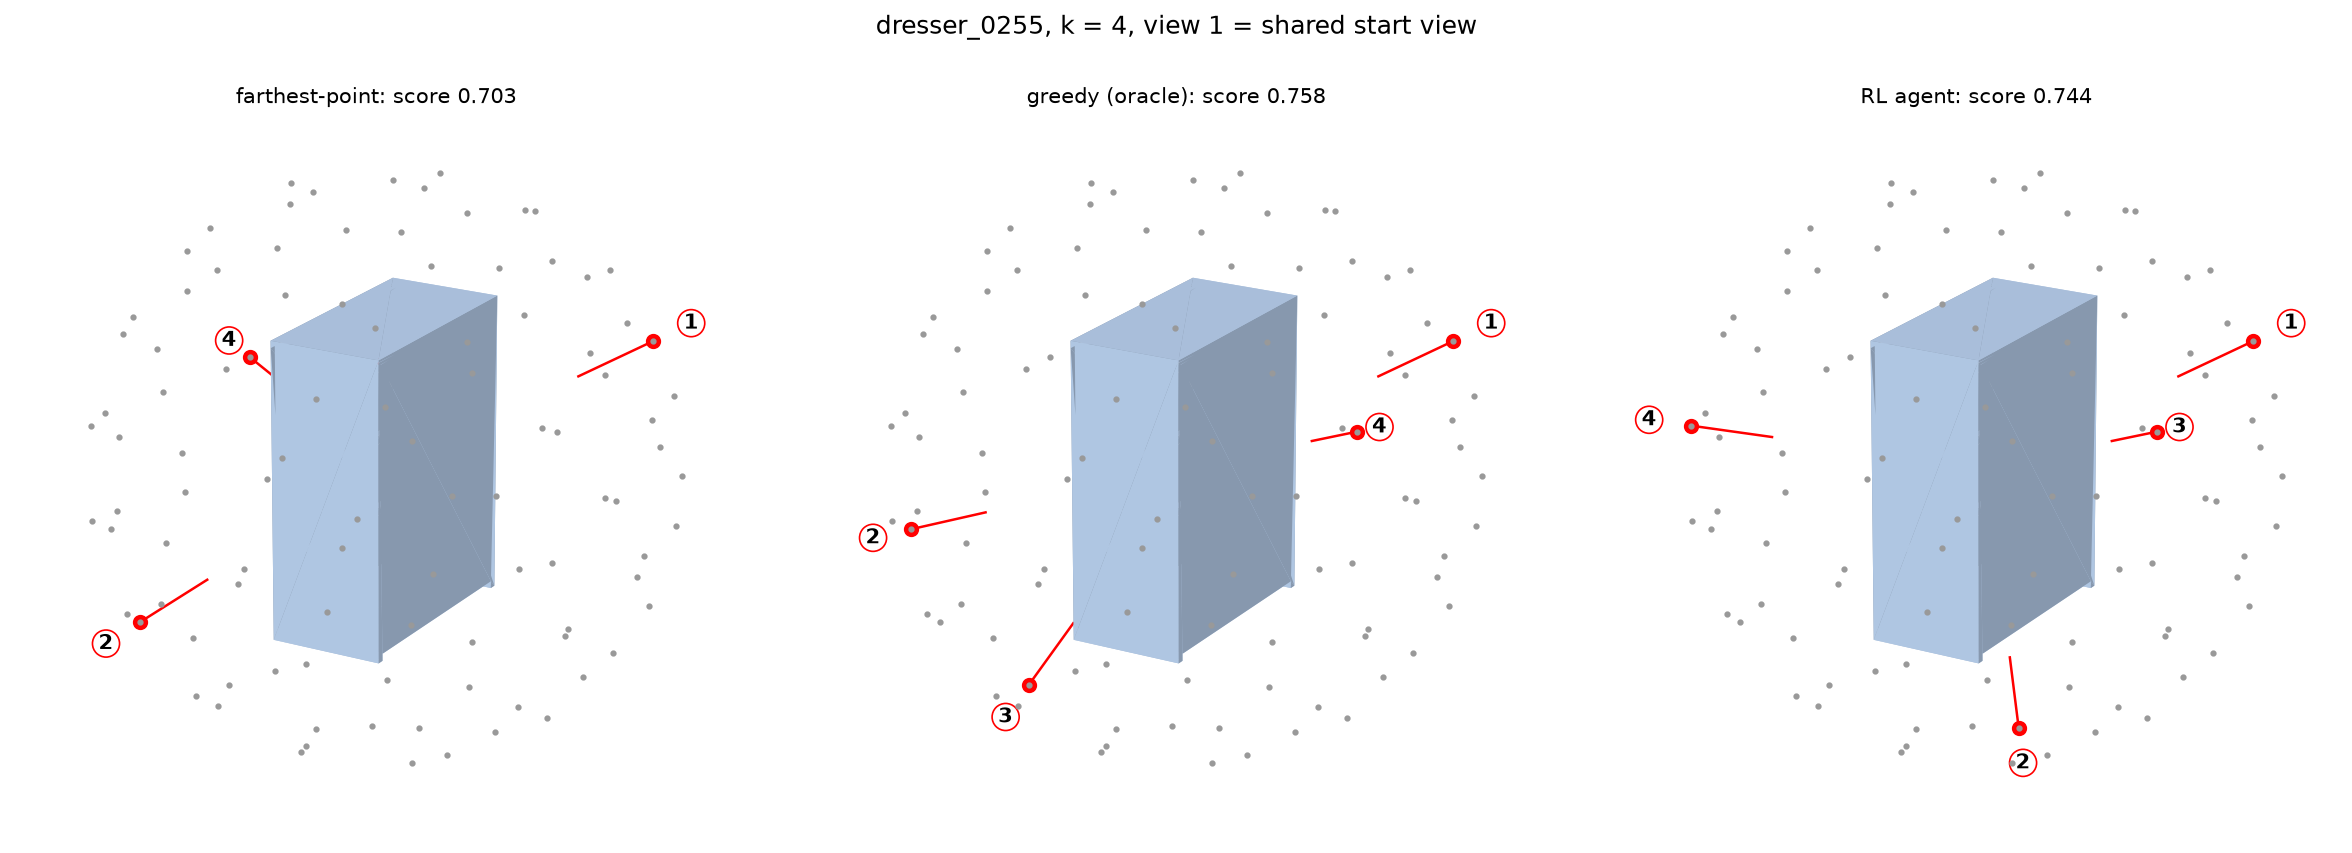 dresser_0255, k = 4, view 1 = shared start view
farthest-point: score 0.703
4
1
2
greedy (oracle): score 0.758
1
4
2
3
RL agent: score 0.744
1
4
3
2